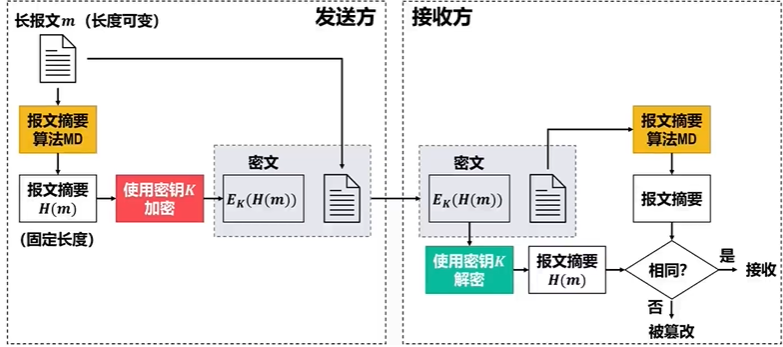 长报文m（长度可变）
发送方
报文摘要
算法MD
报文摘要
H(m)
(固定长度)
使用密钥K
加密
密文
E_K(H(m))
接收方
密文
E_K(H(m))
使用密钥K
解密
报文摘要
H(m)
报文摘要
算法MD
报文摘要
相同?
是
接收
否
被篡改